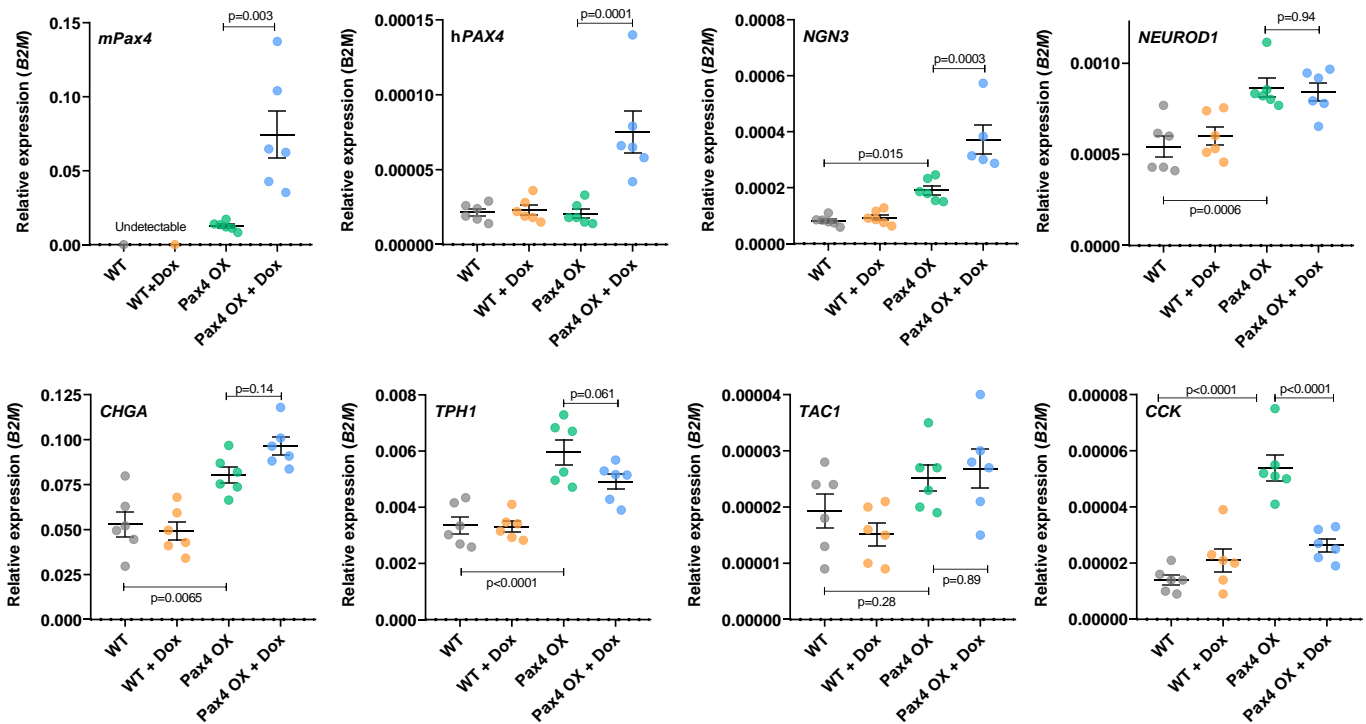 mPax4
Relative expression (B2M)
0.15
0.10
0.05
0.00
p=0.003
Undetectable
WT
WT+Dox
Pax4 OX
Pax4 OX + Dox
hPAX4
Relative expression (B2M)
0.00015
0.00010
0.00005
0.00000
p=0.0001
WT
WT + Dox
Pax4 OX
Pax4 OX + Dox
NGN3
Relative expression (B2M)
0.0008
0.0006
0.0004
0.0002
0.0000
p=0.0003
p=0.015
WT
WT + Dox
Pax4 OX
Pax4 OX + Dox
NEUROD1
Relative expression (B2M)
0.0010
0.0005
0.0000
p=0.94
p=0.0006
WT
WT + Dox
Pax4 OX
Pax4 OX + Dox
CHGA
Relative expression (B2M)
0.125
0.100
0.075
0.050
0.025
0.000
p=0.14
p=0.0065
WT
WT + Dox
Pax4 OX
Pax4 OX + Dox
TPH1
Relative expression (B2M)
0.008
0.006
0.004
0.002
0.000
p=0.061
p<0.0001
WT
WT + Dox
Pax4 OX
Pax4 OX + Dox
TAC1
Relative expression (B2M)
0.00004
0.00003
0.00002
0.00001
0.00000
p=0.89
p=0.28
WT
WT + Dox
Pax4 OX
Pax4 OX + Dox
CCK
Relative expression (B2M)
0.00008
0.00006
0.00004
0.00002
0.00000
p<0.0001
p<0.0001
WT
WT + Dox
Pax4 OX
Pax4 OX + Dox